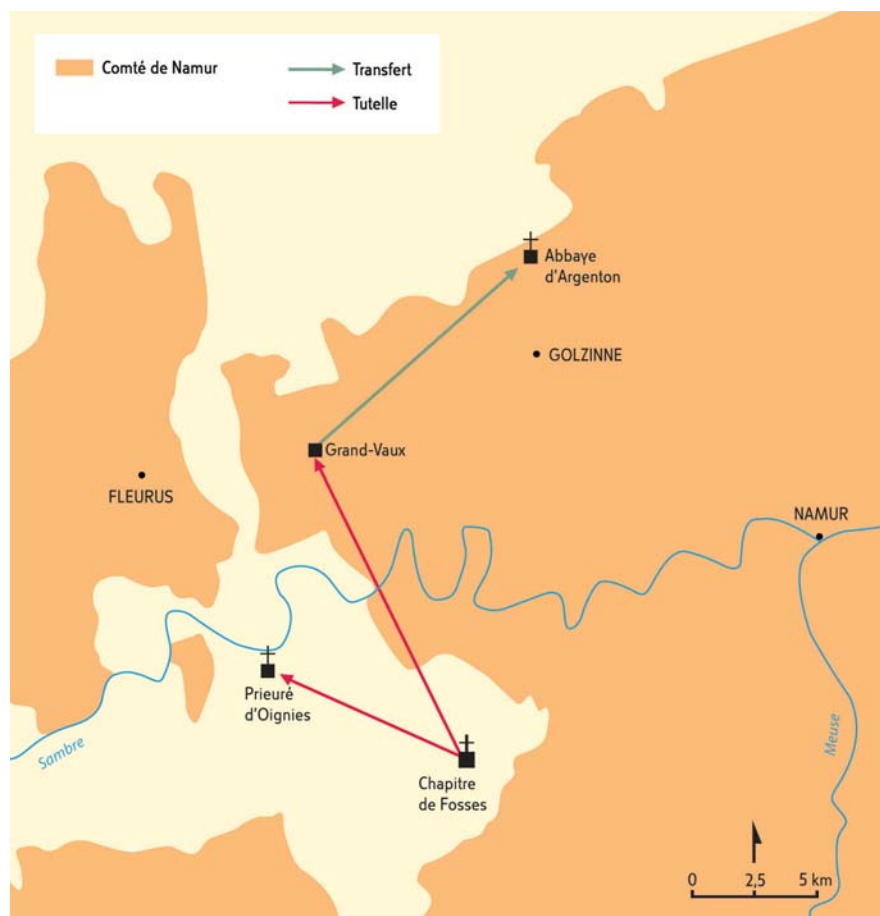 Comté de Namur
Transfert
Tutelle
Abbaye
d'Argenton
GOLZINNE
Grand-Vaux
FLEURUS
NAMUR
Prieuré
d'Oignies
Sambre
Meuse
Chapitre
de Fosses
0 2,5 5 km